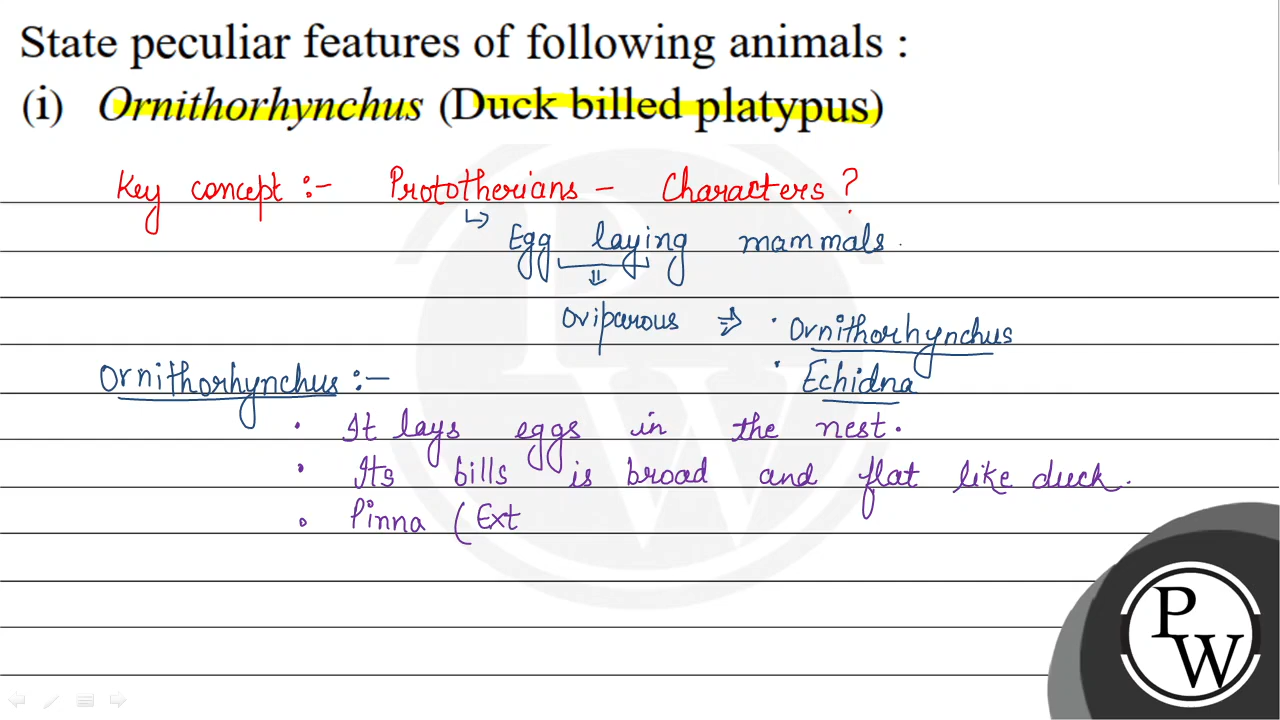 State peculiar features of following animals :
(i) Ornithorhynchus (Duck billed platypus)
Key concept :- Prototherians - Characters ?
↳ Egg laying mammals.
⇓
Oviparous ⇒ • Ornithorhynchus
• Echidna
Ornithorhynchus :-
• It lays eggs in the nest.
• Its bills is broad and flat like duck.
• Pinna (Ext
P
W